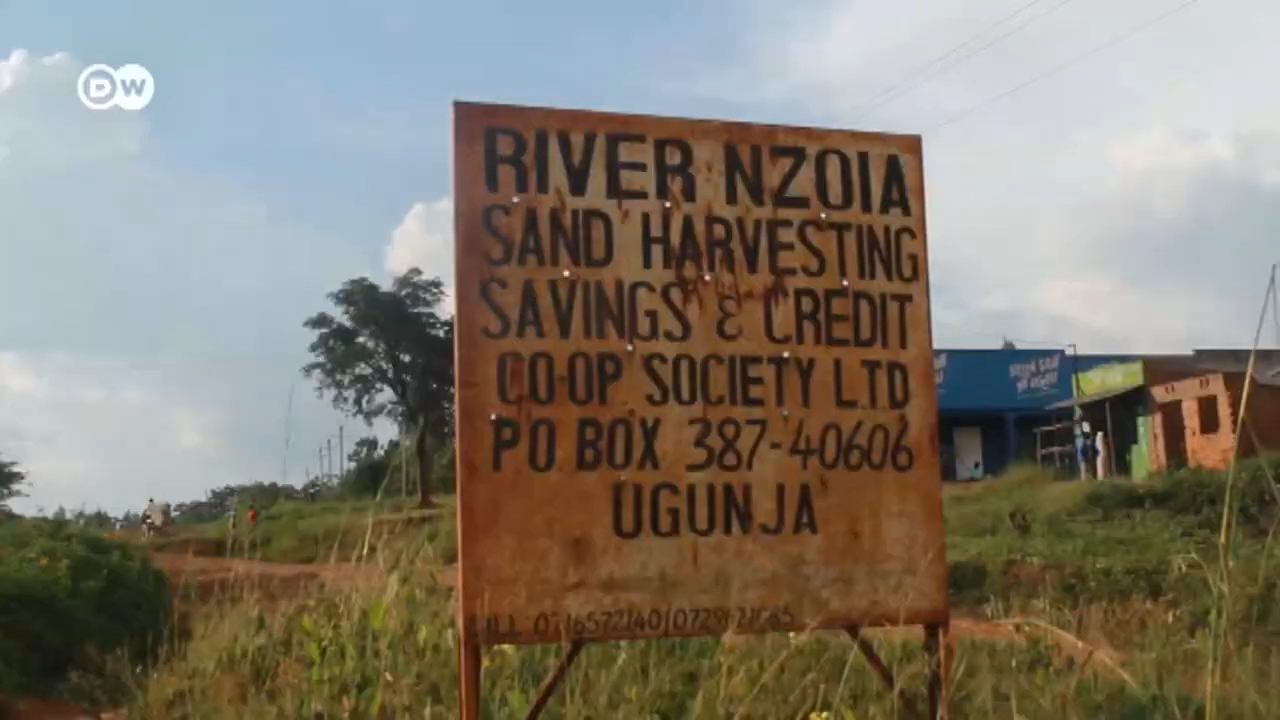 DW
RIVER NZOIA
SAND HARVESTING
SAVINGS & CREDIT
CO-OP SOCIETY LTD
PO BOX 387-40606
UGUNJA